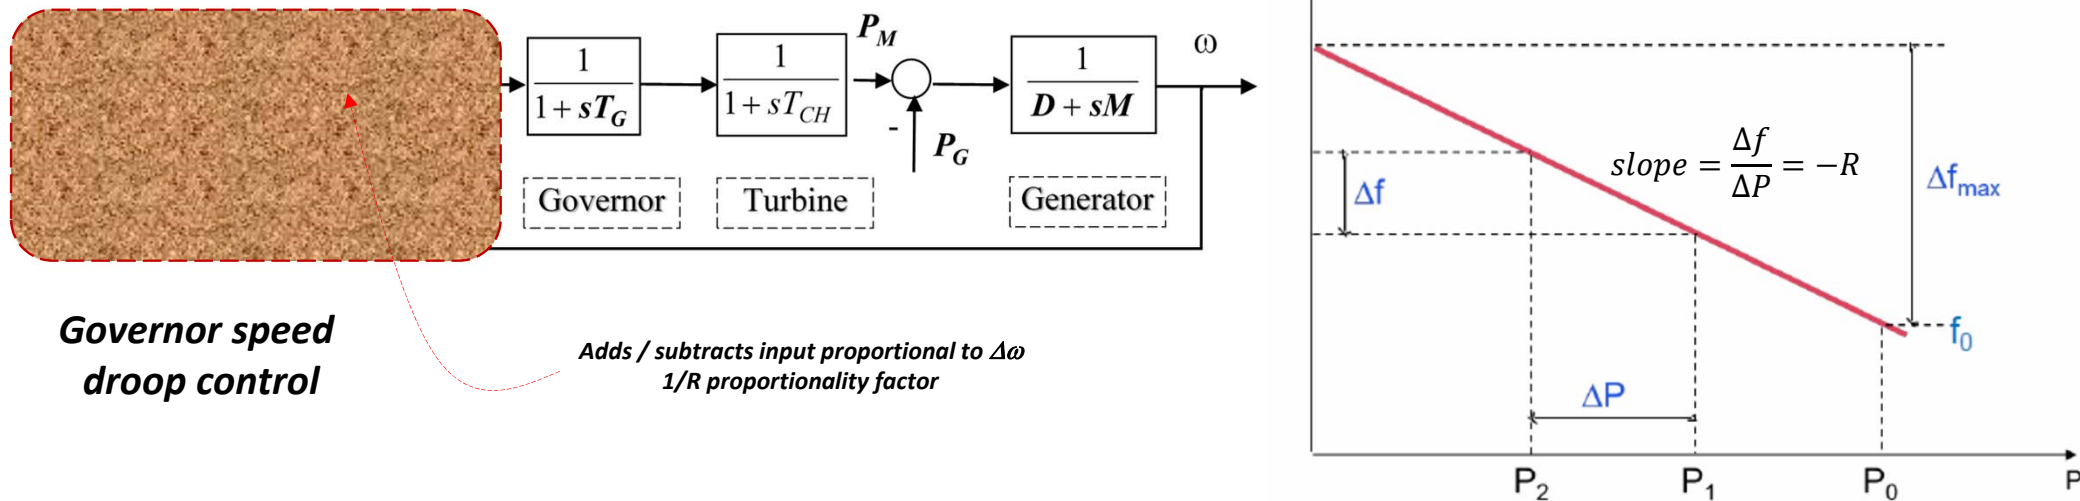 P_M
ω
1
1 + sT_G
1
1 + sT_CH
1
D + sM
-
P_G
Governor
Turbine
Generator
Governor speed
droop control
Adds / subtracts input proportional to Δω
1/R proportionality factor
slope = Δf/ΔP = −R
Δf
Δf_max
f_0
ΔP
P_2
P_1
P_0
P